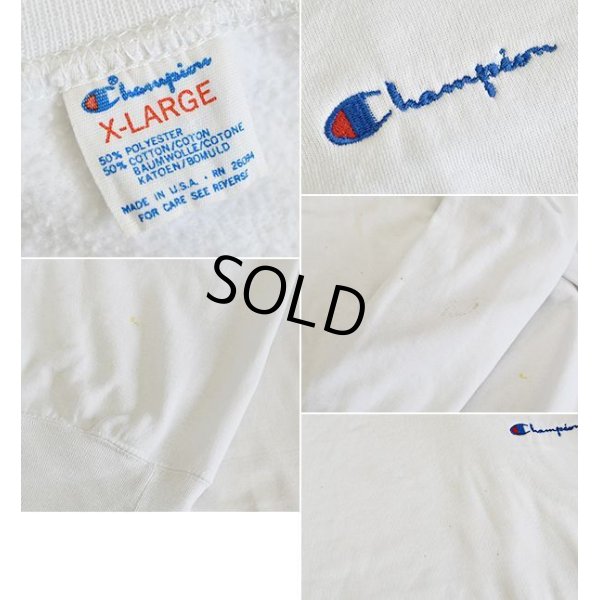 Champion
X-LARGE
50% POLYESTER
50% COTTON/COTON
BAUMWOLLE/COTONE
KATOEN/BOMULD
MADE IN U.S.A. • RN 26094
FOR CARE SEE REVERSE
Champion
SOLD
Champion